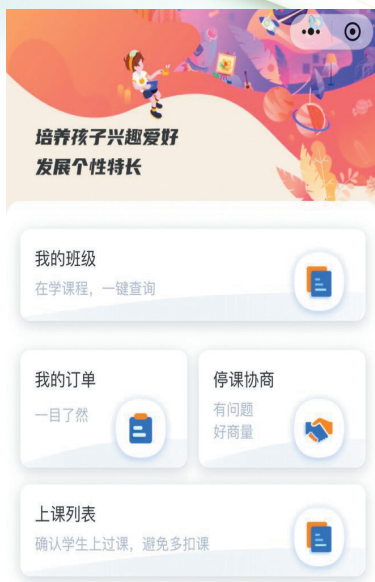 培养孩子兴趣爱好
发展个性特长
我的班级
在学课程，一键查询
我的订单
一目了然
停课协商
有问题
好商量
上课列表
确认学生上过课，避免多扣课